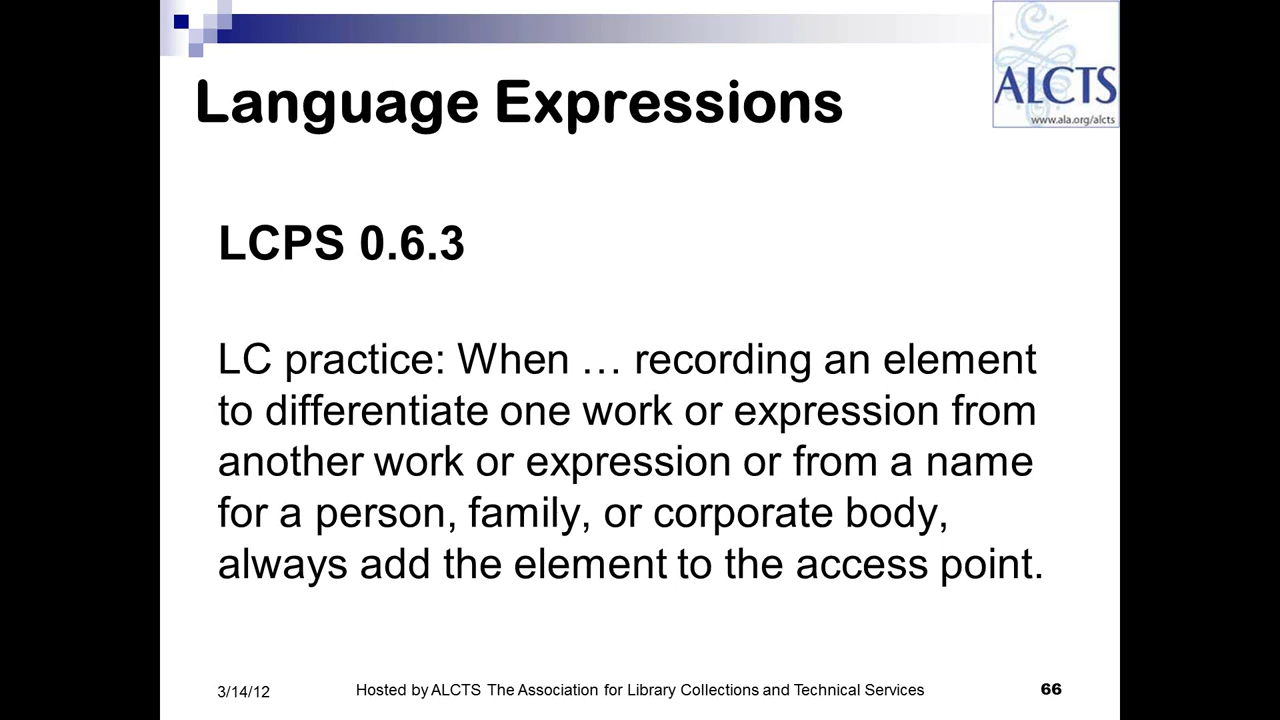 ALCTS
www.ala.org/alcts
Language Expressions
LCPS 0.6.3
LC practice: When … recording an element
to differentiate one work or expression from
another work or expression or from a name
for a person, family, or corporate body,
always add the element to the access point.
3/14/12
Hosted by ALCTS The Association for Library Collections and Technical Services
66